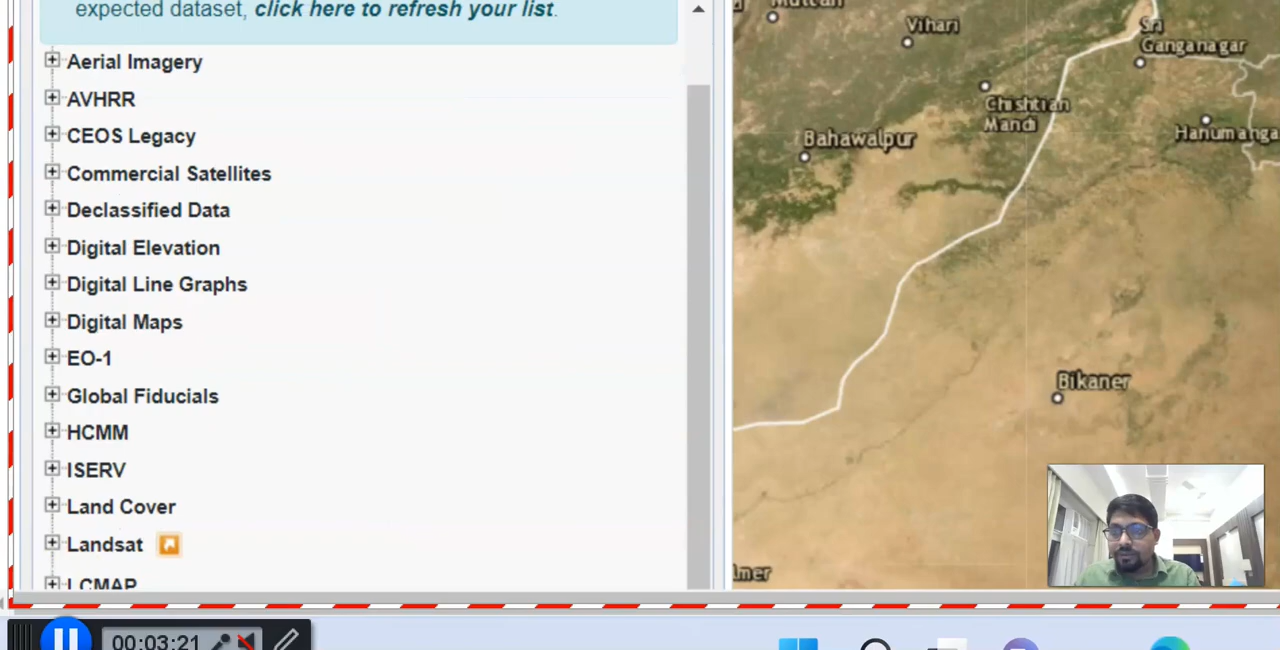 expected dataset, click here to refresh your list.
Aerial Imagery
AVHRR
CEOS Legacy
Commercial Satellites
Declassified Data
Digital Elevation
Digital Line Graphs
Digital Maps
EO-1
Global Fiducials
HCMM
ISERV
Land Cover
Landsat
LCMAP
00:03:21
Vihari
Sri
Ganganagar
Chishtian
Mandi
Hanumanga
Bahawalpur
Bikaner
lmer